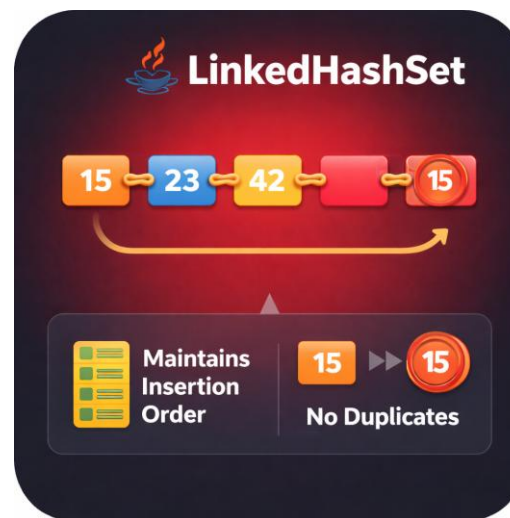 LinkedHashSet
15 23 42 15
Maintains
Insertion
Order
15 15
No Duplicates